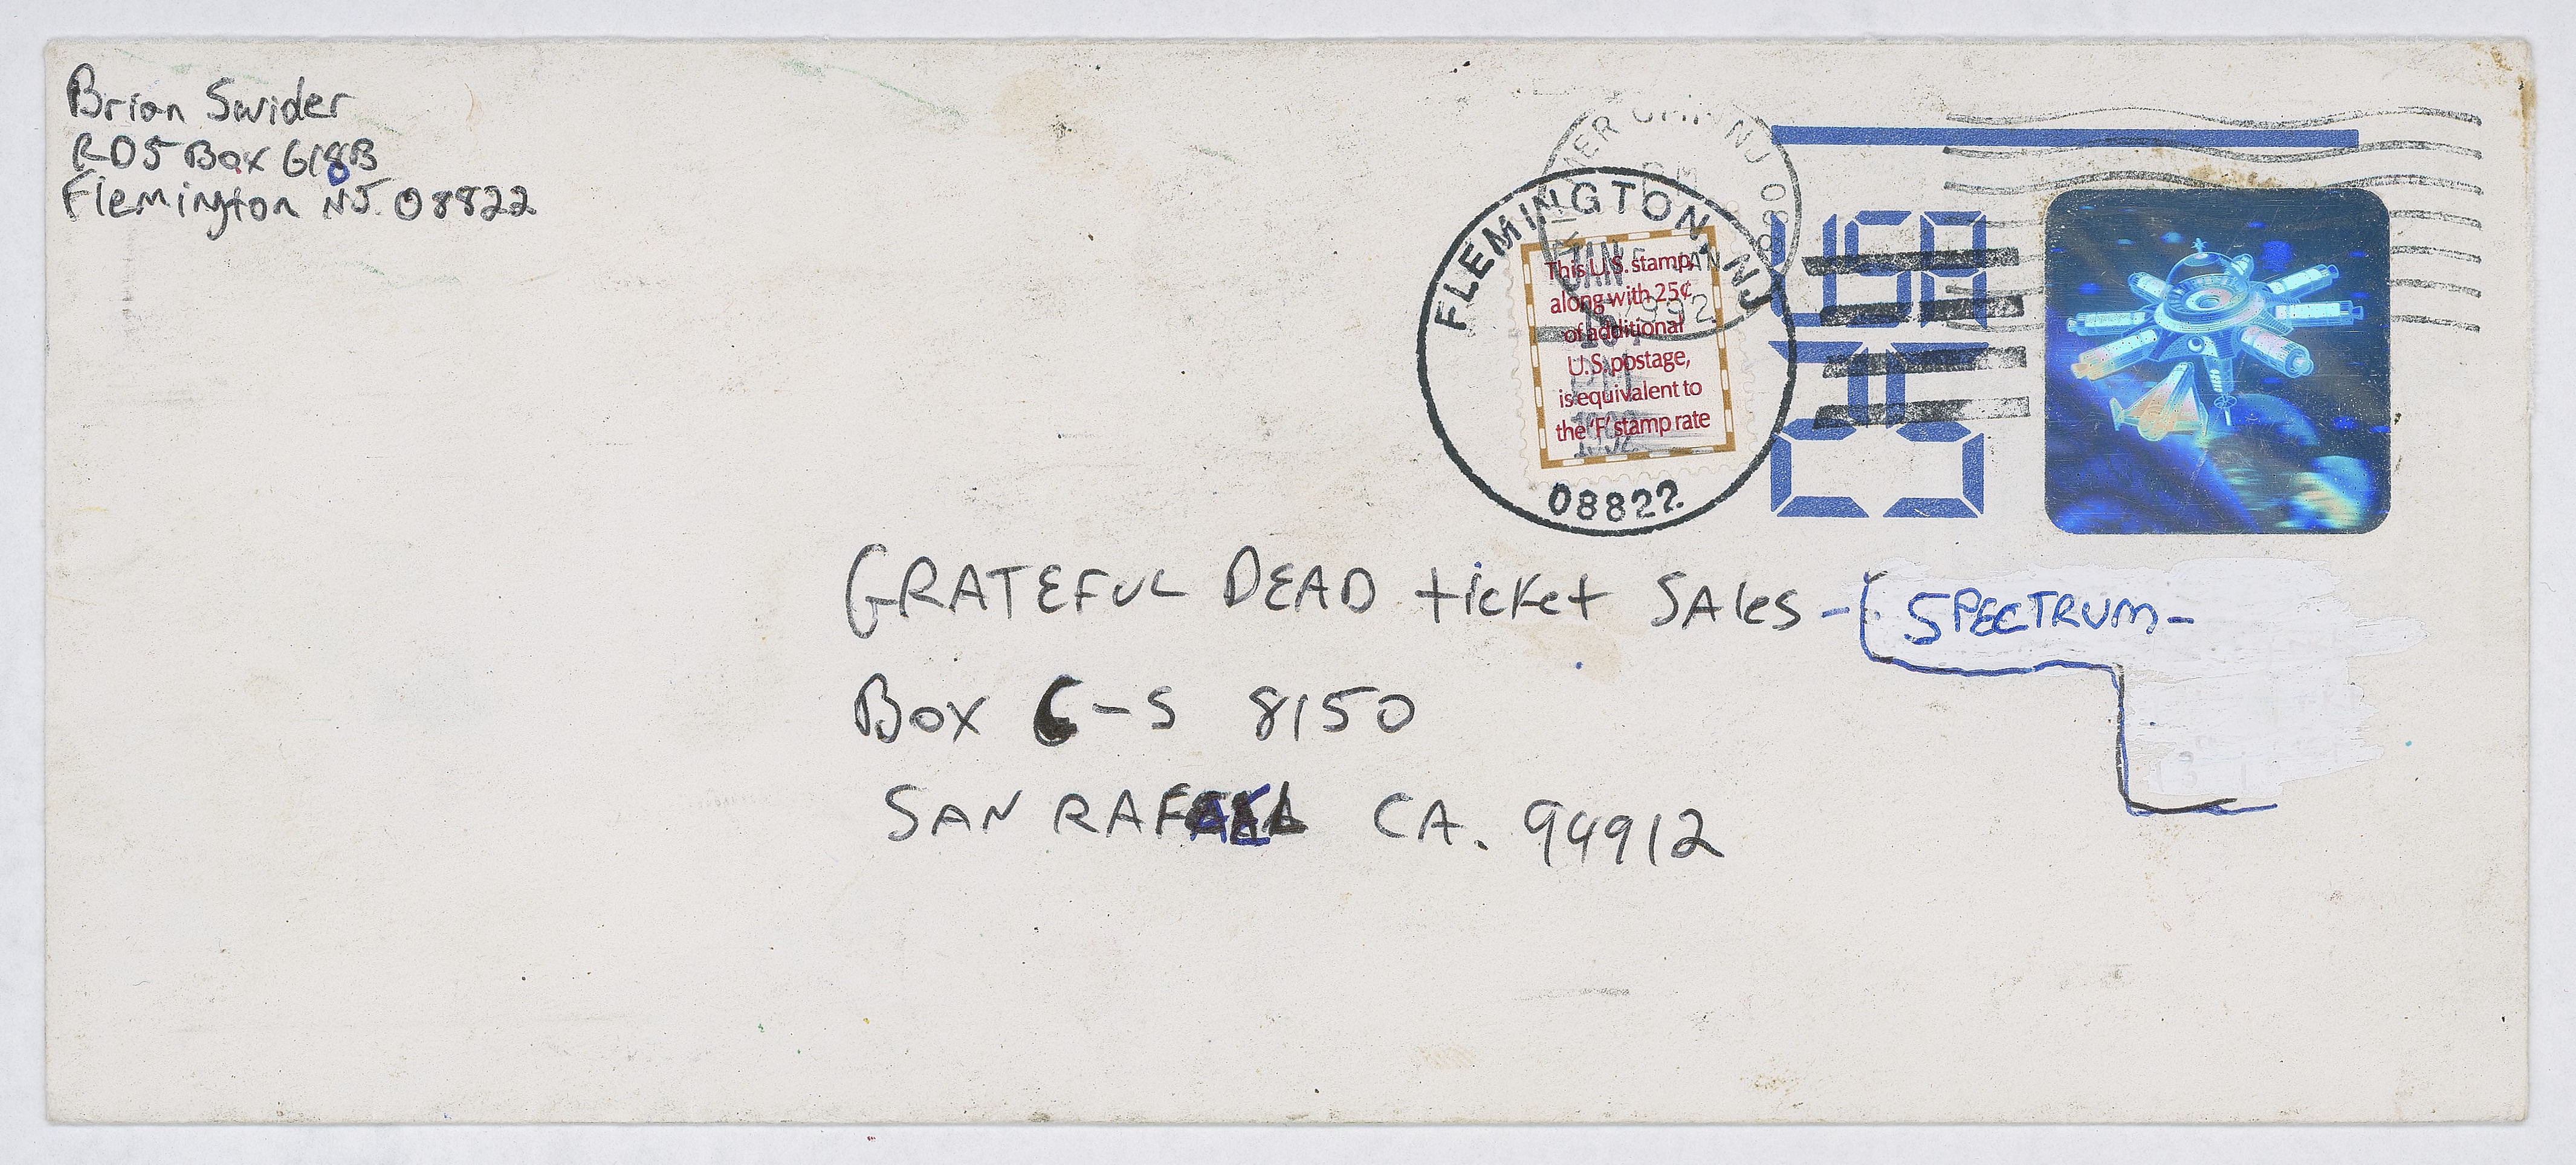 Brian Swider
RD5 Box 618B
Flemington NJ. 08822
FLEMINGTON, NJ
JAN
1992
08822
This U.S. stamp,
along with 25¢
of additional
U.S. postage,
is equivalent to
the 'F' stamp rate
USA
25
GRATEFUL DEAD ticket SAles - SPECTRUM-
Box C-S 8150
SAN RAFAEL CA. 94912